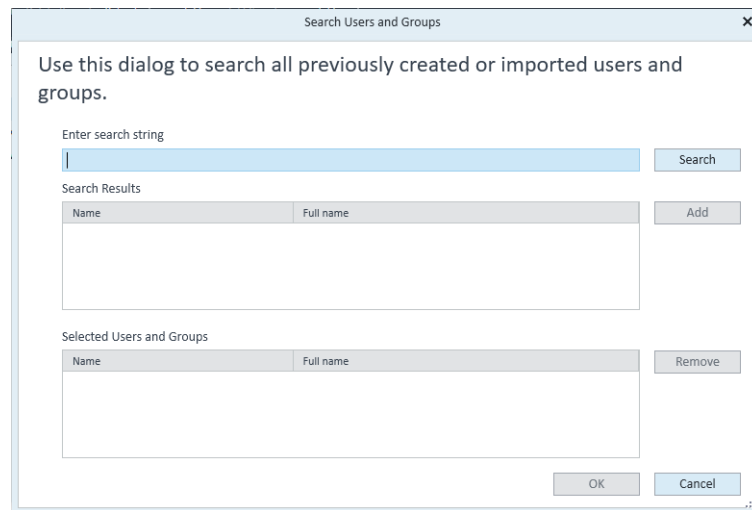 Search Users and Groups
Use this dialog to search all previously created or imported users and
groups.
Enter search string
Search
Search Results
Name Full name
Add
Selected Users and Groups
Name Full name
Remove
OK Cancel